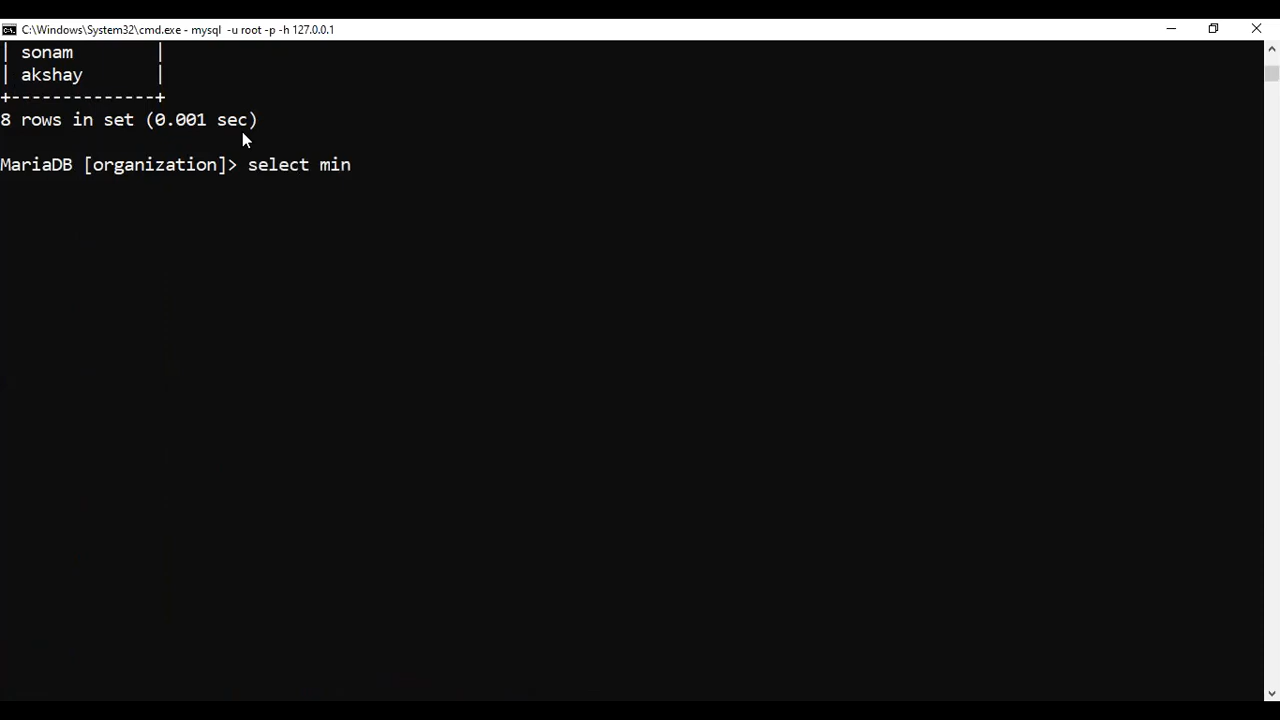 C:\Windows\System32\cmd.exe - mysql -u root -p -h 127.0.0.1
| sonam |
| akshay |
+--------------+
8 rows in set (0.001 sec)
MariaDB [organization]> select min